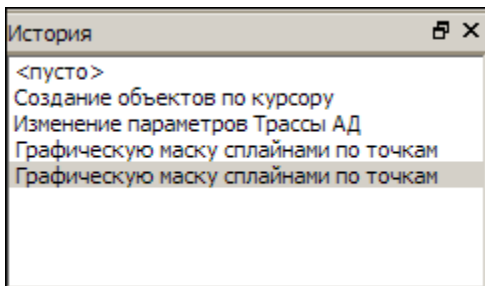 История
<пусто>
Создание объектов по курсору
Изменение параметров Трассы АД
Графическую маску сплайнами по точкам
Графическую маску сплайнами по точкам